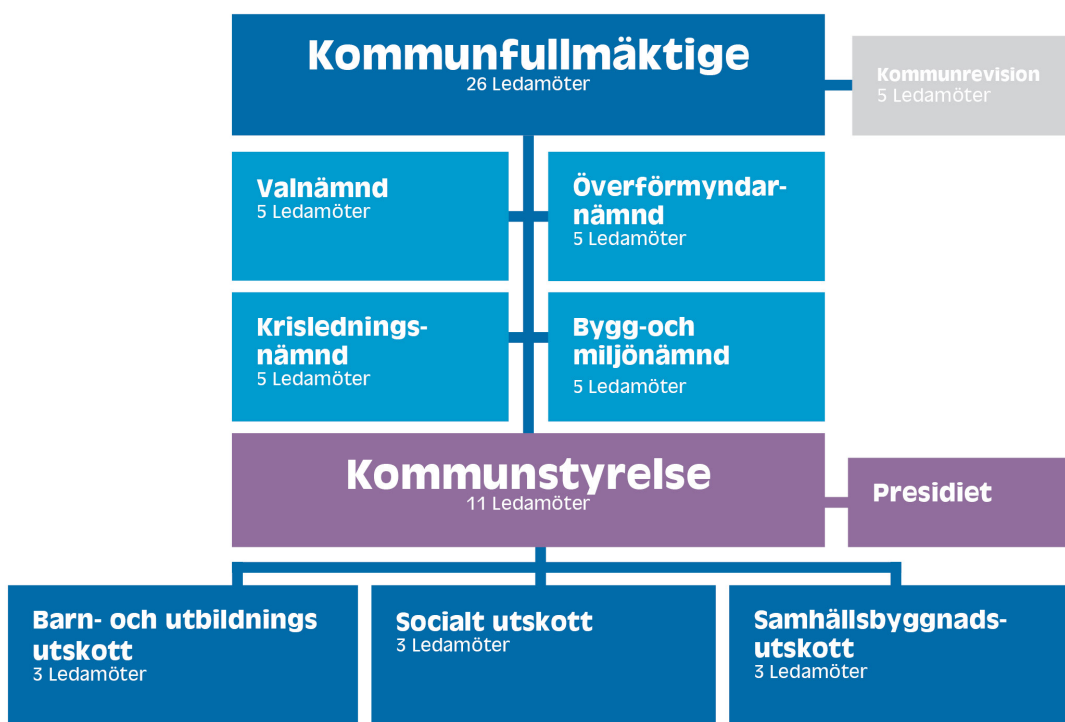 Kommunfullmäktige
26 Ledamöter
Kommunrevision
5 Ledamöter
Valnämnd
5 Ledamöter
Överförmyndar-
nämnd
5 Ledamöter
Krislednings-
nämnd
5 Ledamöter
Bygg-och
miljönämnd
5 Ledamöter
Kommunstyrelse
11 Ledamöter
Presidiet
Barn- och utbildnings
utskott
3 Ledamöter
Socialt utskott
3 Ledamöter
Samhällsbyggnads-
utskott
3 Ledamöter